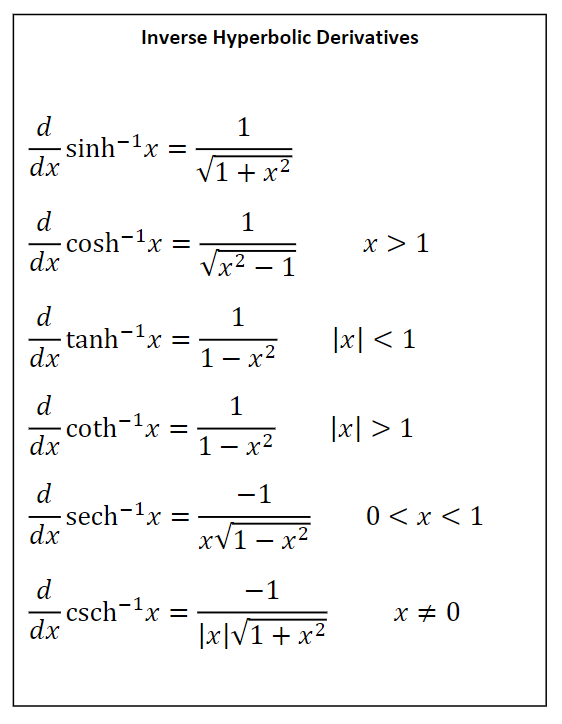 Inverse Hyperbolic Derivatives
d/dx sinh⁻¹x = 1/√(1 + x²)
d/dx cosh⁻¹x = 1/√(x² − 1) x > 1
d/dx tanh⁻¹x = 1/(1 − x²) |x| < 1
d/dx coth⁻¹x = 1/(1 − x²) |x| > 1
d/dx sech⁻¹x = −1/(x√(1 − x²)) 0 < x < 1
d/dx csch⁻¹x = −1/(|x|√(1 + x²)) x ≠ 0